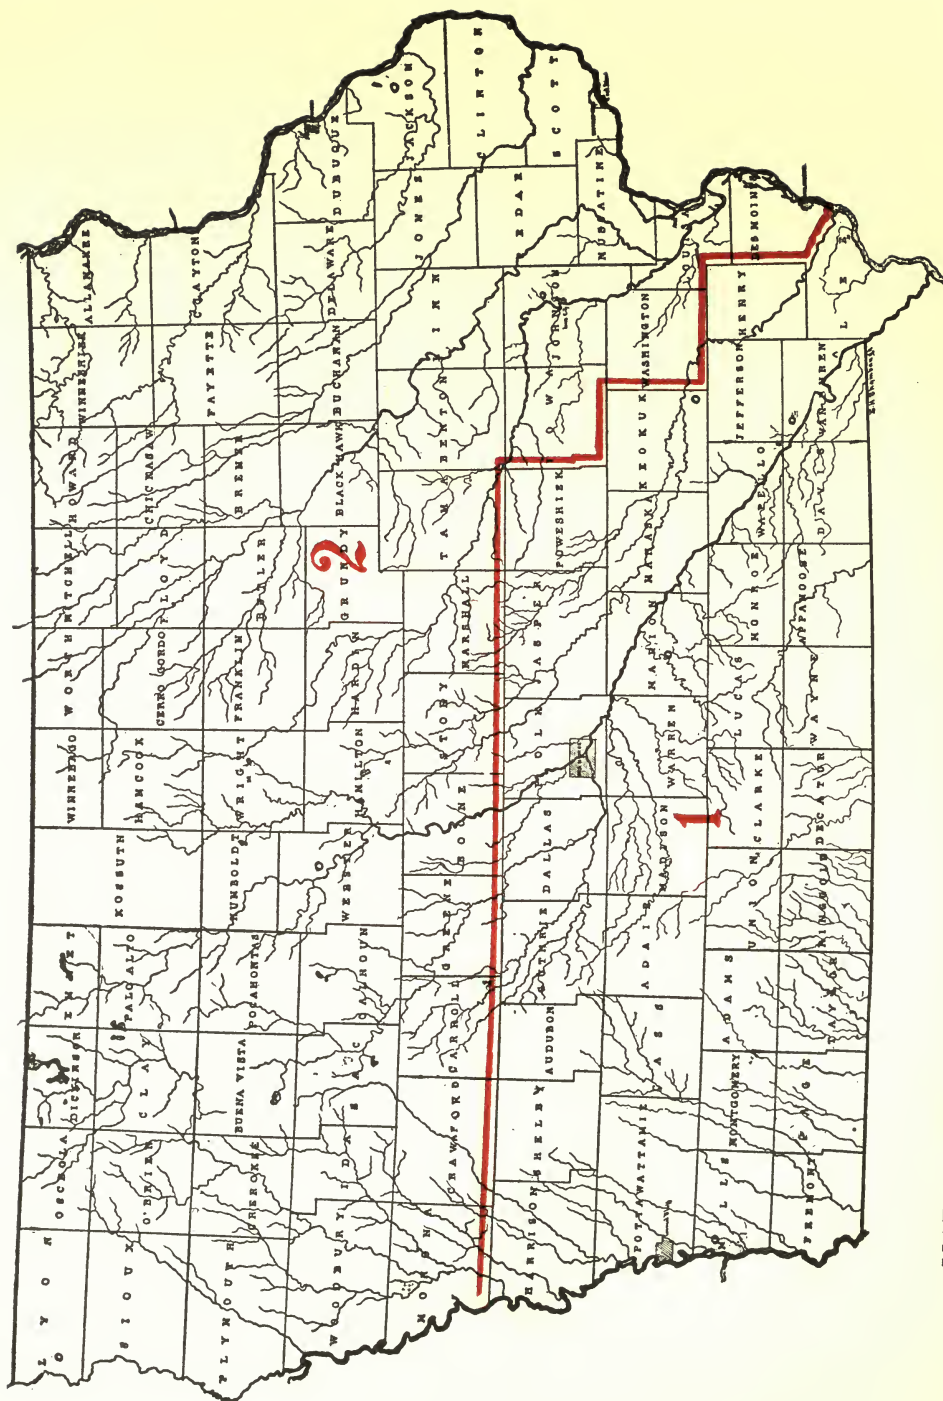 LYON
OSCEOLA
DICKINSON
EMMET
KOSSUTH
WINNEBAGO
WORTH
MITCHELL
HOWARD
WINNESHIEK
ALLAMAKEE
SIOUX
O'BRIEN
CLAY
PALO ALTO
HANCOCK
CERRO GORDO
FLOYD
CHICKASAW
FAYETTE
CLAYTON
PLYMOUTH
CHEROKEE
BUENA VISTA
POCAHONTAS
HUMBOLDT
WRIGHT
FRANKLIN
BUTLER
BREMER
WOODBURY
IDA
SAC
CALHOUN
WEBSTER
HAMILTON
HARDIN
GRUNDY
2
BLACK HAWK
BUCHANAN
DELAWARE
DUBUQUE
MONONA
CRAWFORD
CARROLL
GREENE
BOONE
STORY
MARSHALL
TAMA
BENTON
LINN
JONES
JACKSON
CLINTON
HARRISON
SHELBY
AUDUBON
GUTHRIE
DALLAS
POLK
JASPER
POWESHIEK
IOWA
JOHNSON
CEDAR
SCOTT
MUSCATINE
POTTAWATTAMIE
CASS
ADAIR
MADISON
WARREN
MARION
MAHASKA
KEOKUK
WASHINGTON
LOUISA
1
MILLS
MONTGOMERY
ADAMS
UNION
CLARKE
LUCAS
MONROE
WAPELLO
JEFFERSON
HENRY
DESMOINES
FREEMONT
PAGE
TAYLOR
RINGGOLD
DECATUR
WAYNE
APPANOOSE
DAVIS
VAN BUREN
LEE